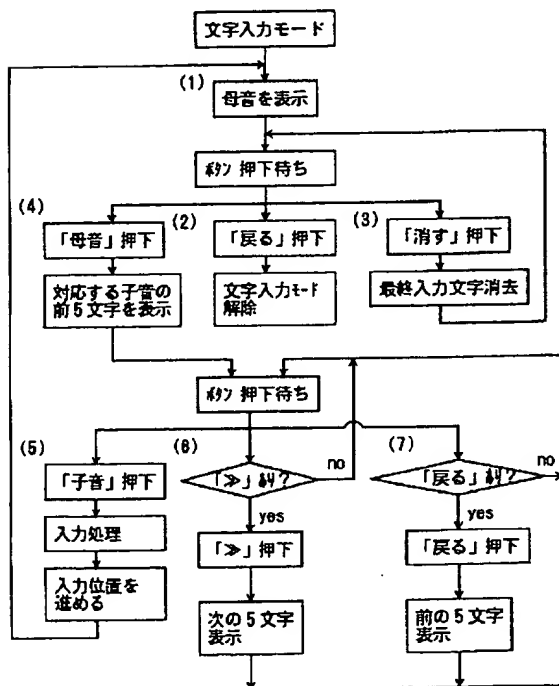 文字入力モード
(1)
母音を表示
ボタン 押下待ち
(4)
「母音」押下
対応する子音の
前5文字を表示
(2)
「戻る」押下
文字入力モード
解除
(3)
「消す」押下
最終入力文字消去
ボタン 押下待ち
(5)
「子音」押下
入力処理
入力位置を
進める
(6)
「≫」あり?
no
yes
「≫」押下
次の5文字
表示
(7)
「戻る」あり?
no
yes
「戻る」押下
前の5文字
表示